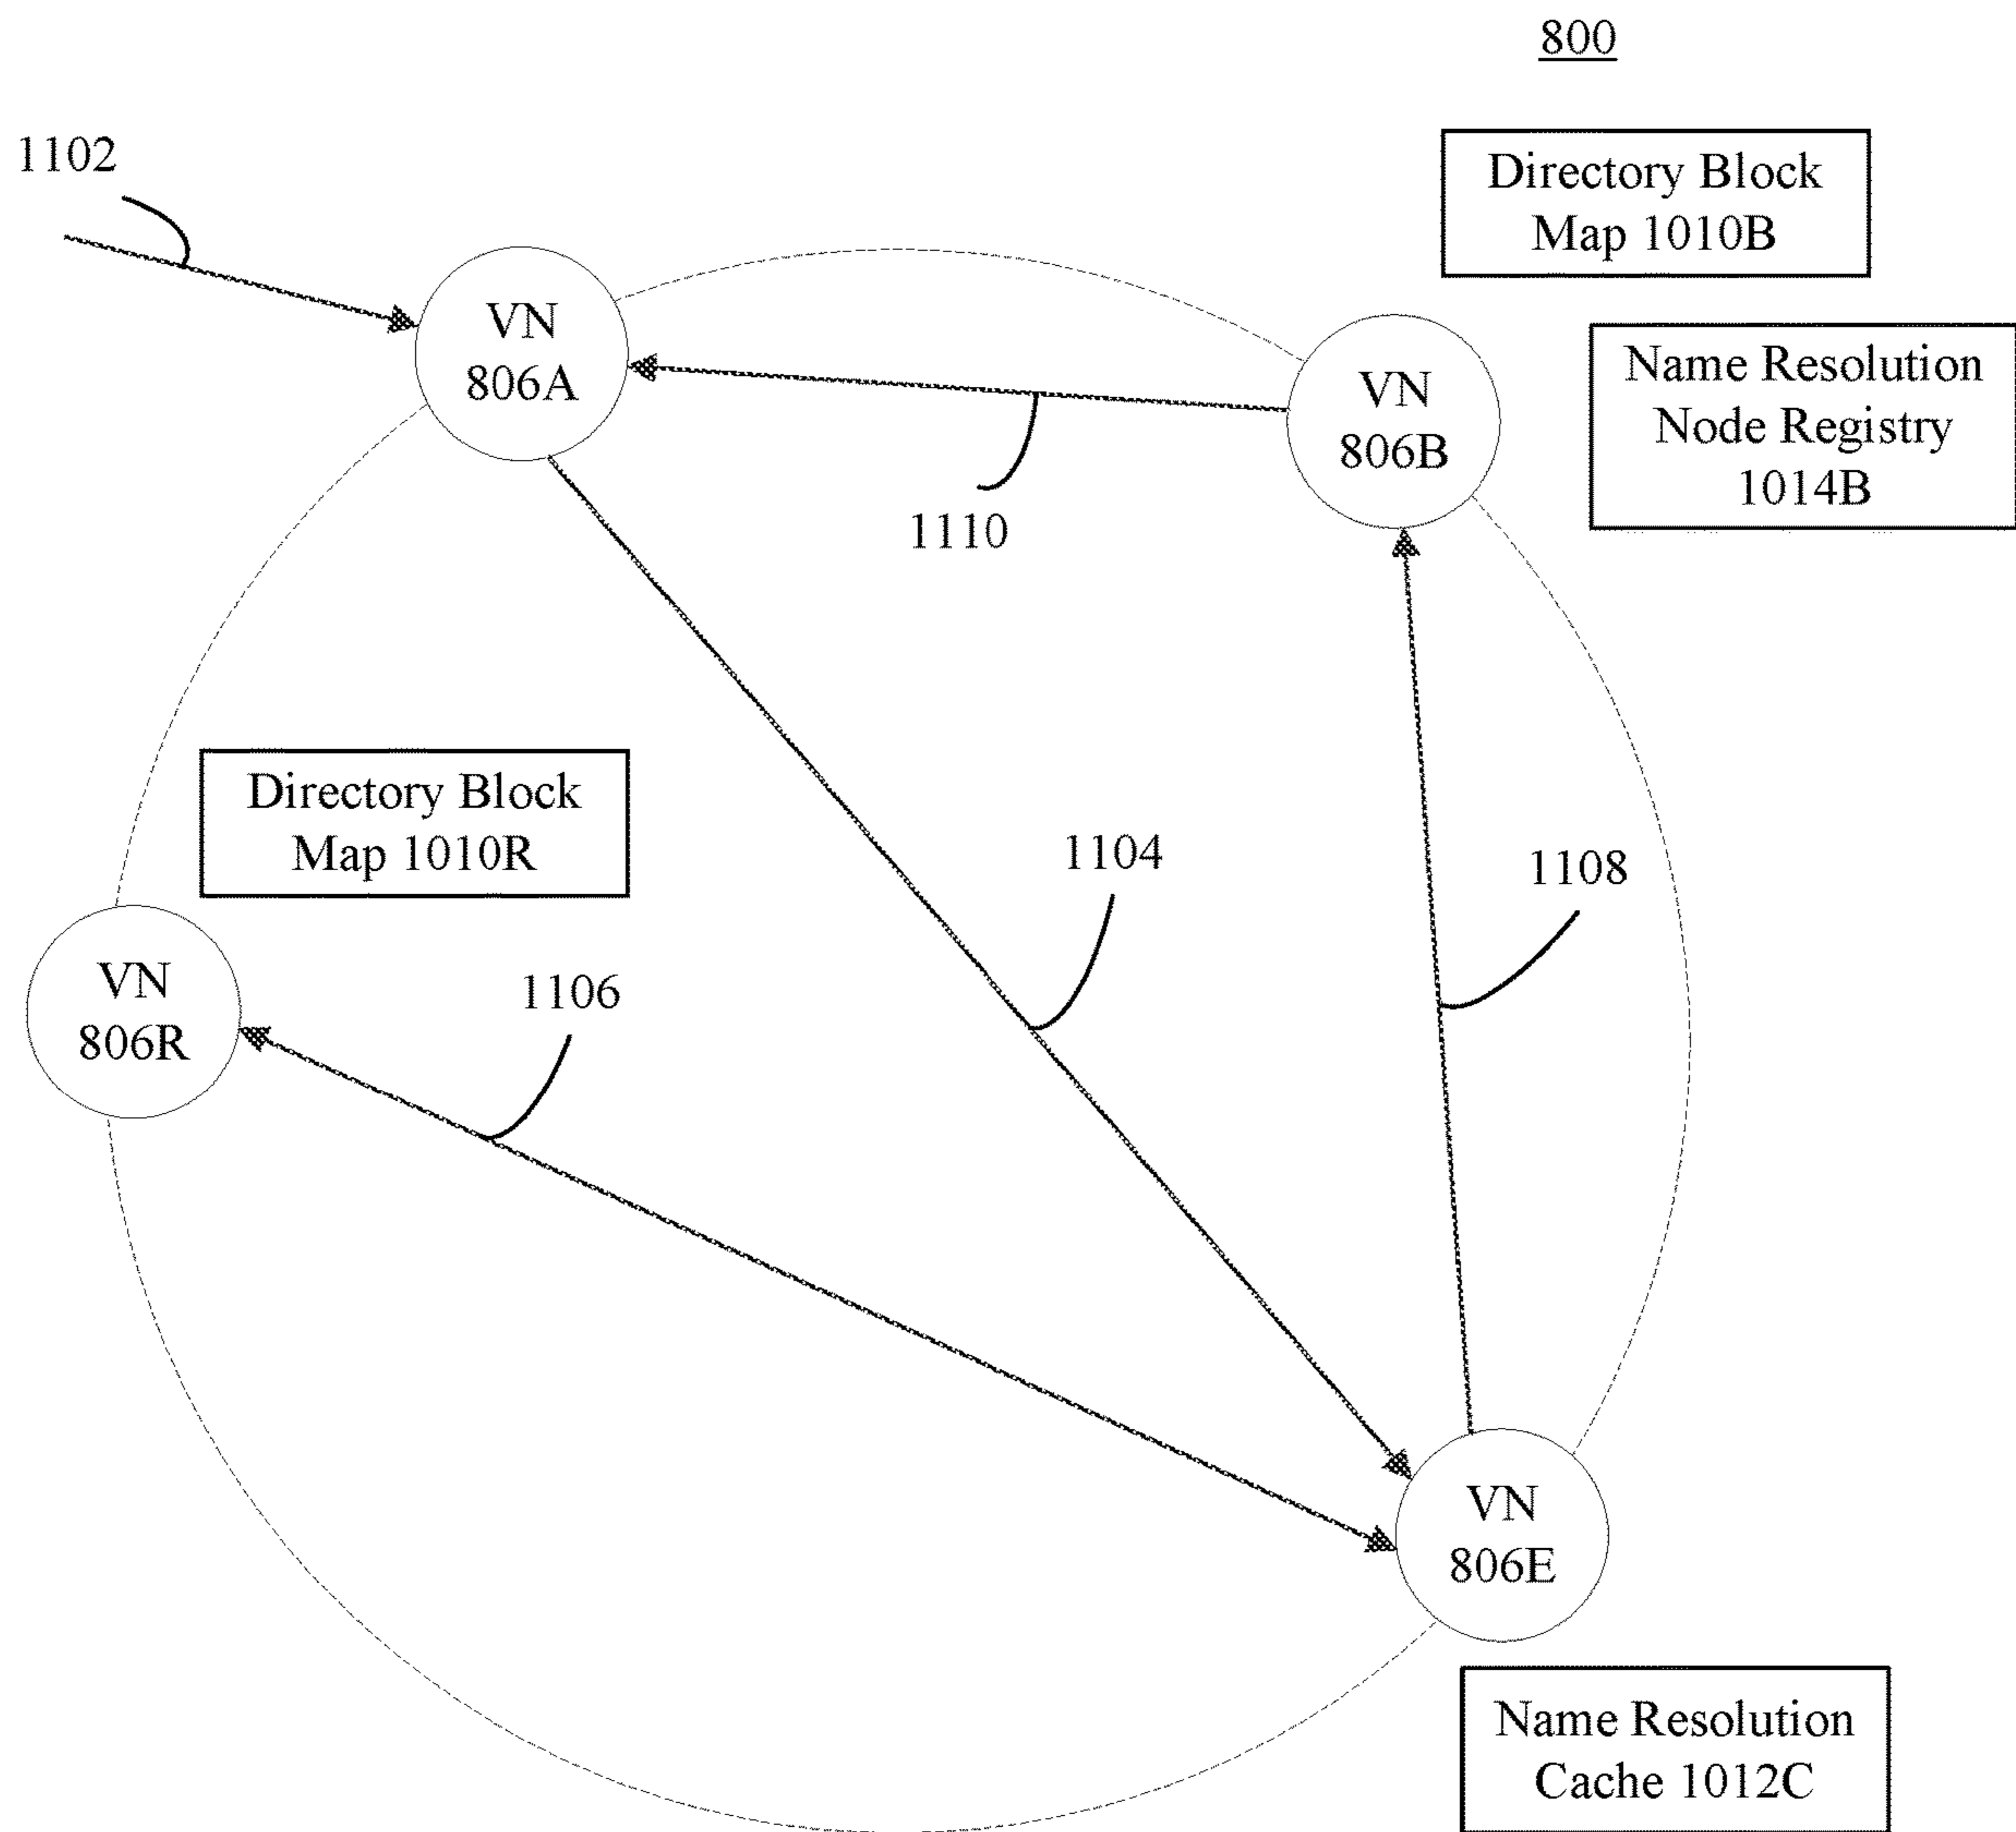 800
1102
Directory Block
Map 1010B
VN
806A
Name Resolution
Node Registry
1014B
VN
806B
1110
Directory Block
Map 1010R
1104
1108
VN
806R
1106
VN
806E
Name Resolution
Cache 1012C